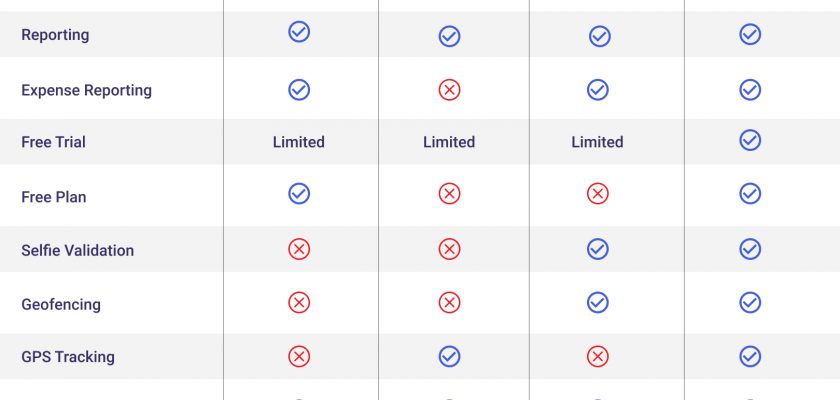 Reporting
Expense Reporting
Free Trial Limited Limited Limited
Free Plan
Selfie Validation
Geofencing
GPS Tracking